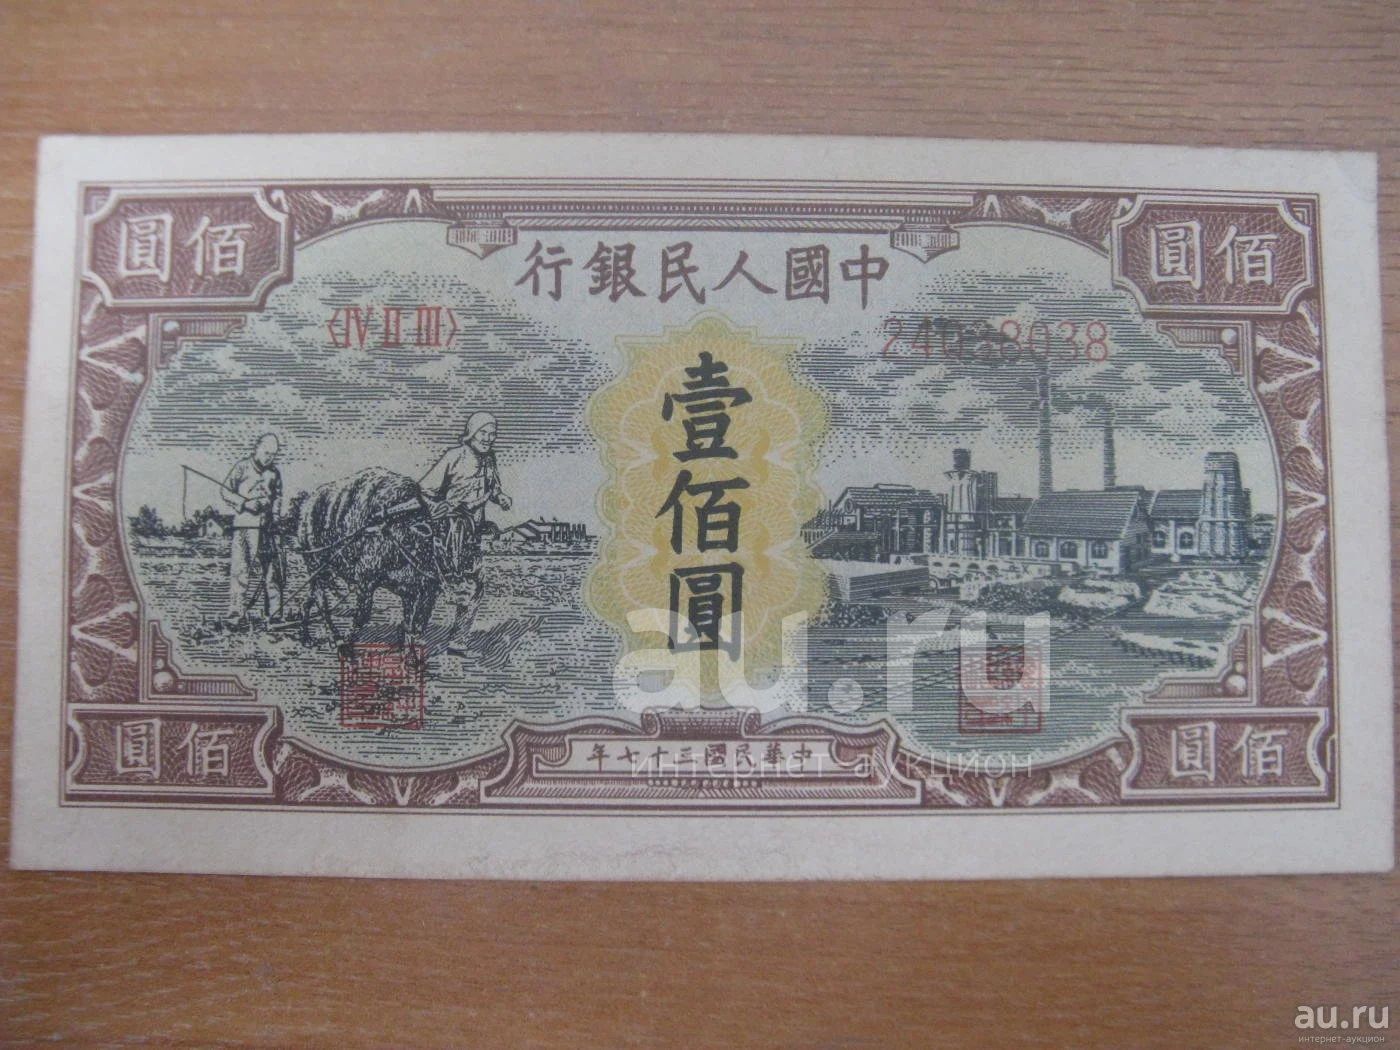 行銀民人國中
圓佰
圓佰
〈Ⅳ Ⅱ Ⅲ〉
24038038
壹
佰
圓
圓佰
年七十三國民華中
圓佰
au.ru
интернет-аукцион
au.ru
интернет-аукцион